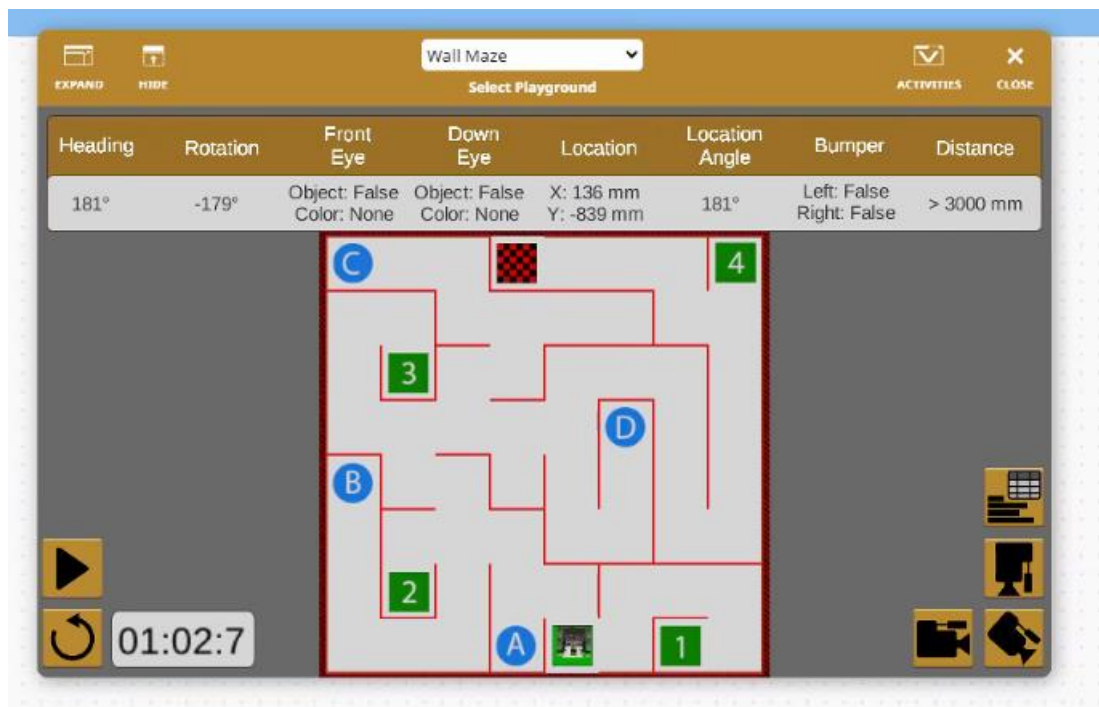 Wall Maze
EXPAND HIDE Select Playground ACTIVITIES CLOSE
Heading Rotation Front Eye Down Eye Location Location Angle Bumper Distance
181° -179° Object: False Color: None Object: False Color: None X: 136 mm Y: -839 mm 181° Left: False Right: False > 3000 mm
C 4
3
D
B
2
A 1
01:02:7